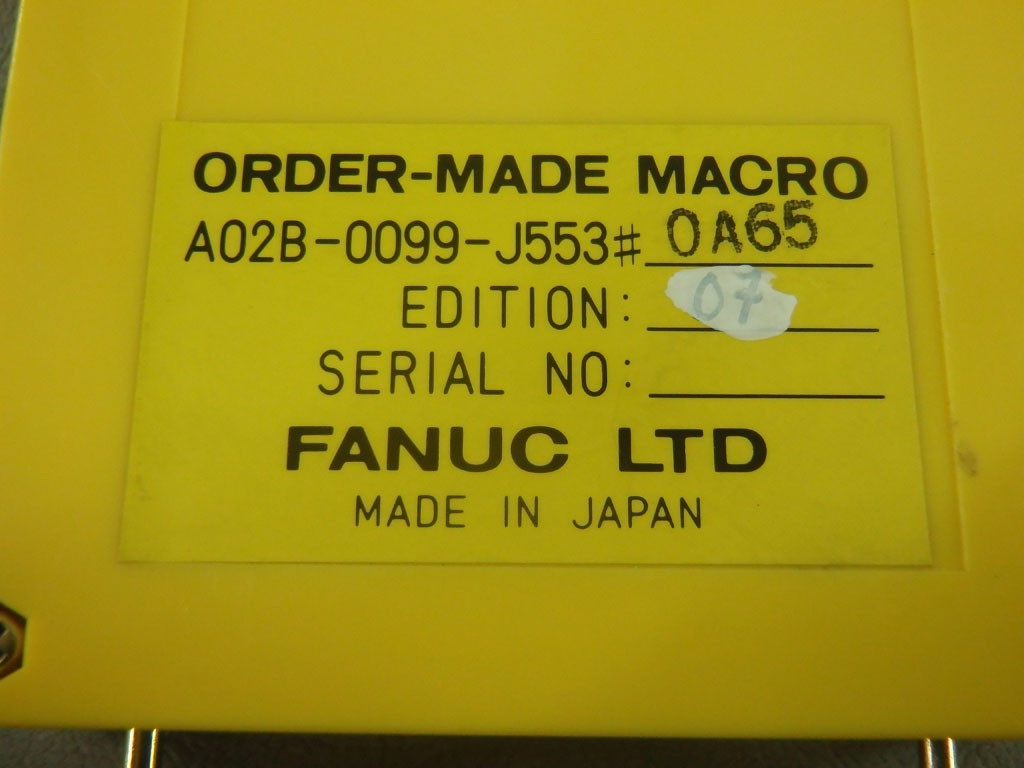 ORDER-MADE MACRO
A02B-0099-J553# 0A65
EDITION: 07
SERIAL NO:
FANUC LTD
MADE IN JAPAN